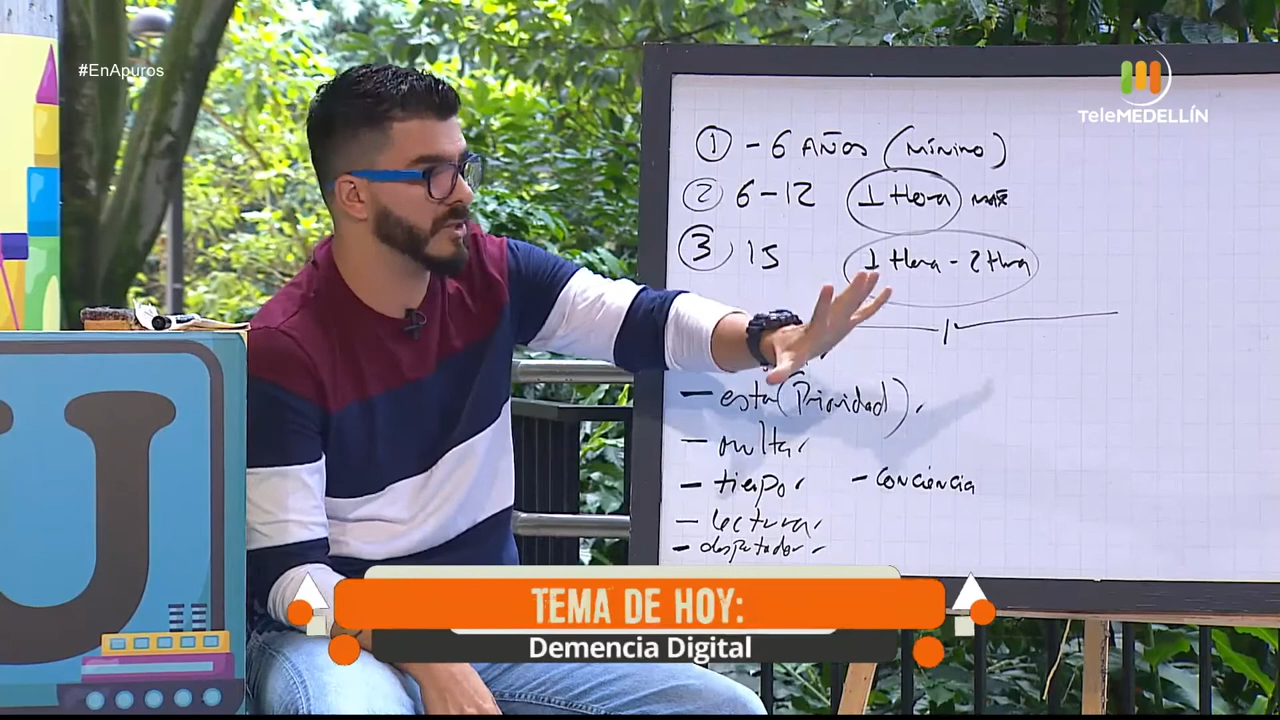 #EnApuros
TeleMEDELLÍN
① - 6 AÑOS (MíNiMO)
② 6-12 1 Hora MáX
③ 15 1 Hora - 2 Hora
- esta (Prioridad)
- multa
- tiempo - Conciencia
- lectura
- despertador
U
TEMA DE HOY:
Demencia Digital